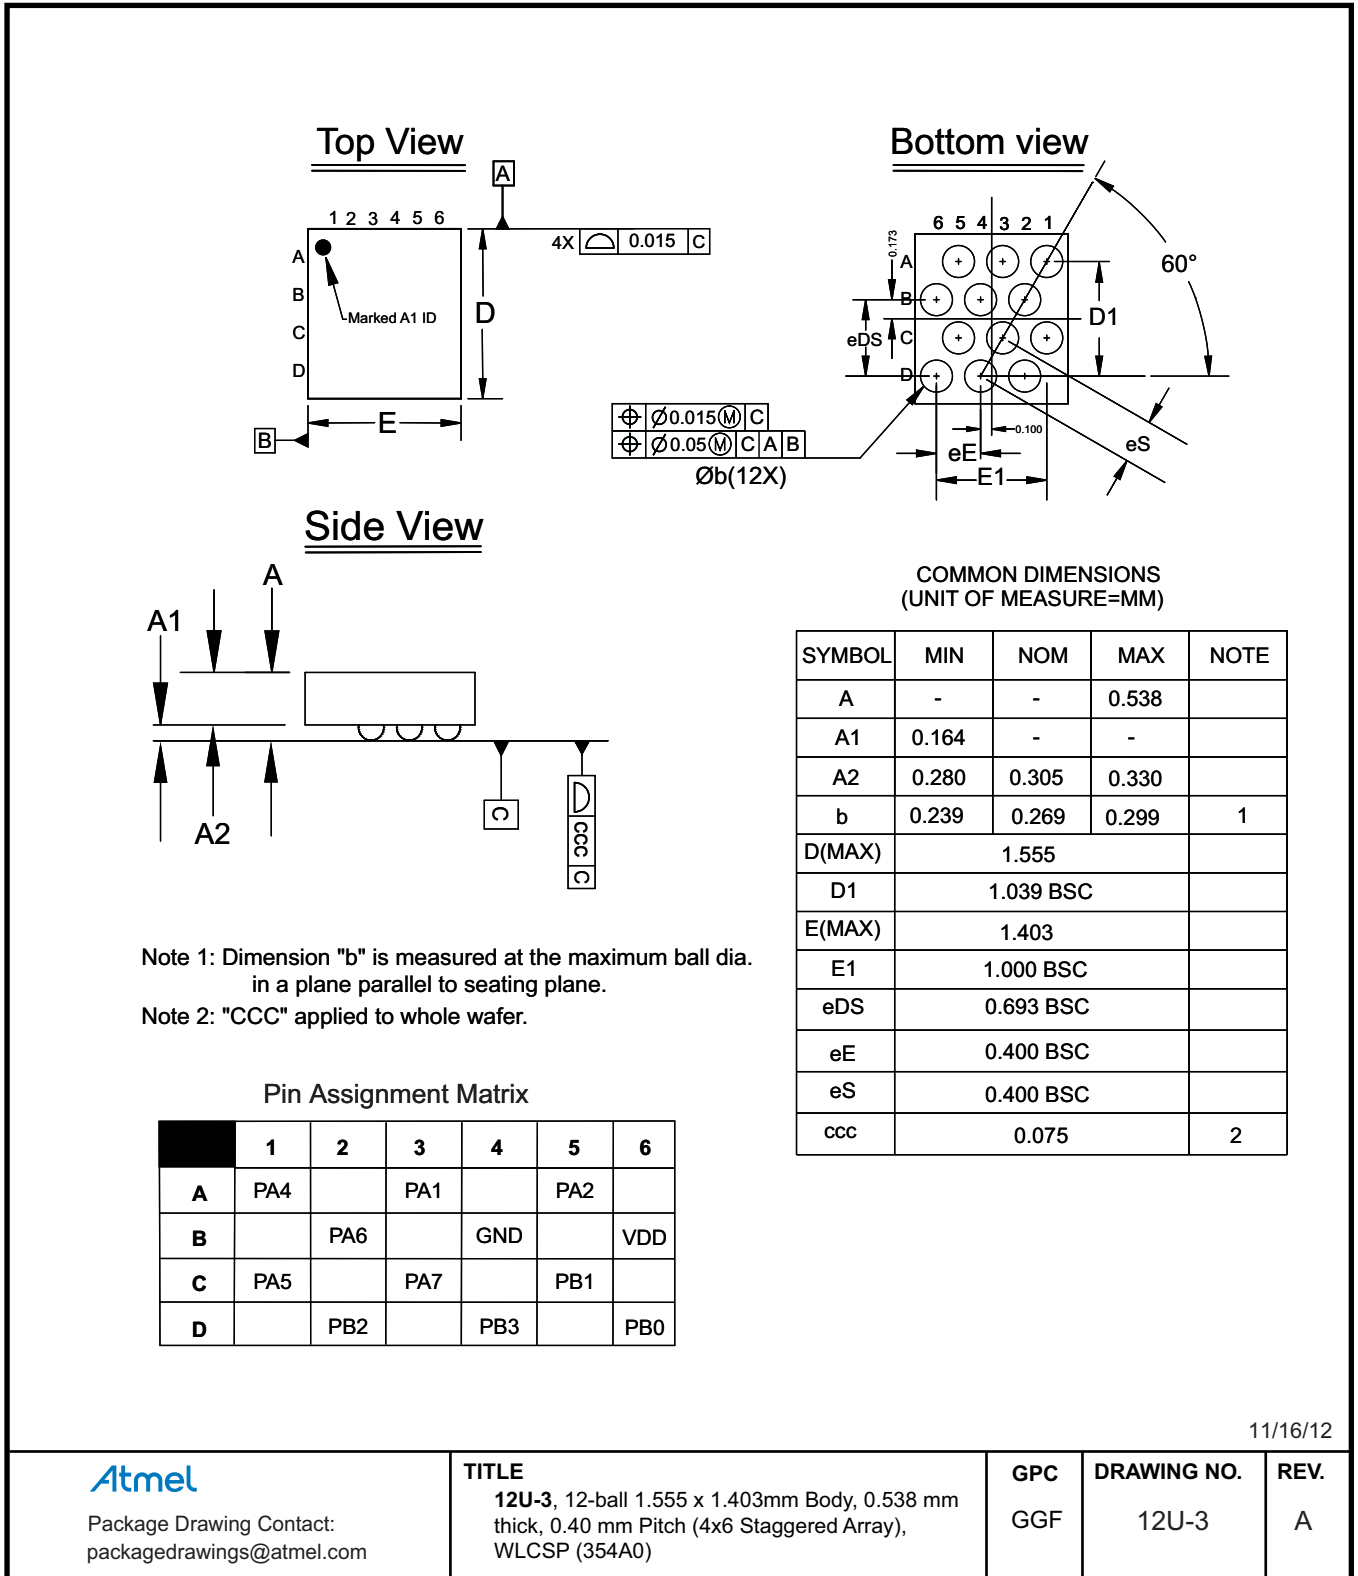 Top View
A
1 2 3 4 5 6
4X 0.015 C
A
B
C
D
Marked A1 ID
D
E
B
Bottom view
6 5 4 3 2 1
A
B
C
D
0.173
60°
D1
eDS
Ø0.015 M C
Ø0.05 M C A B
Øb(12X)
0.100
eE
eS
E1
Side View
A
A1
A2
C
ccc C
COMMON DIMENSIONS
(UNIT OF MEASURE=MM)
SYMBOL MIN NOM MAX NOTE
A - - 0.538
A1 0.164 - -
A2 0.280 0.305 0.330
b 0.239 0.269 0.299 1
D(MAX) 1.555
D1 1.039 BSC
E(MAX) 1.403
E1 1.000 BSC
eDS 0.693 BSC
eE 0.400 BSC
eS 0.400 BSC
ccc 0.075 2
Note 1: Dimension "b" is measured at the maximum ball dia.
in a plane parallel to seating plane.
Note 2: "CCC" applied to whole wafer.
Pin Assignment Matrix
1 2 3 4 5 6
A PA4 PA1 PA2
B PA6 GND VDD
C PA5 PA7 PB1
D PB2 PB3 PB0
11/16/12
Atmel
Package Drawing Contact:
packagedrawings@atmel.com
TITLE
12U-3, 12-ball 1.555 x 1.403mm Body, 0.538 mm
thick, 0.40 mm Pitch (4x6 Staggered Array),
WLCSP (354A0)
GPC
GGF
DRAWING NO.
12U-3
REV.
A